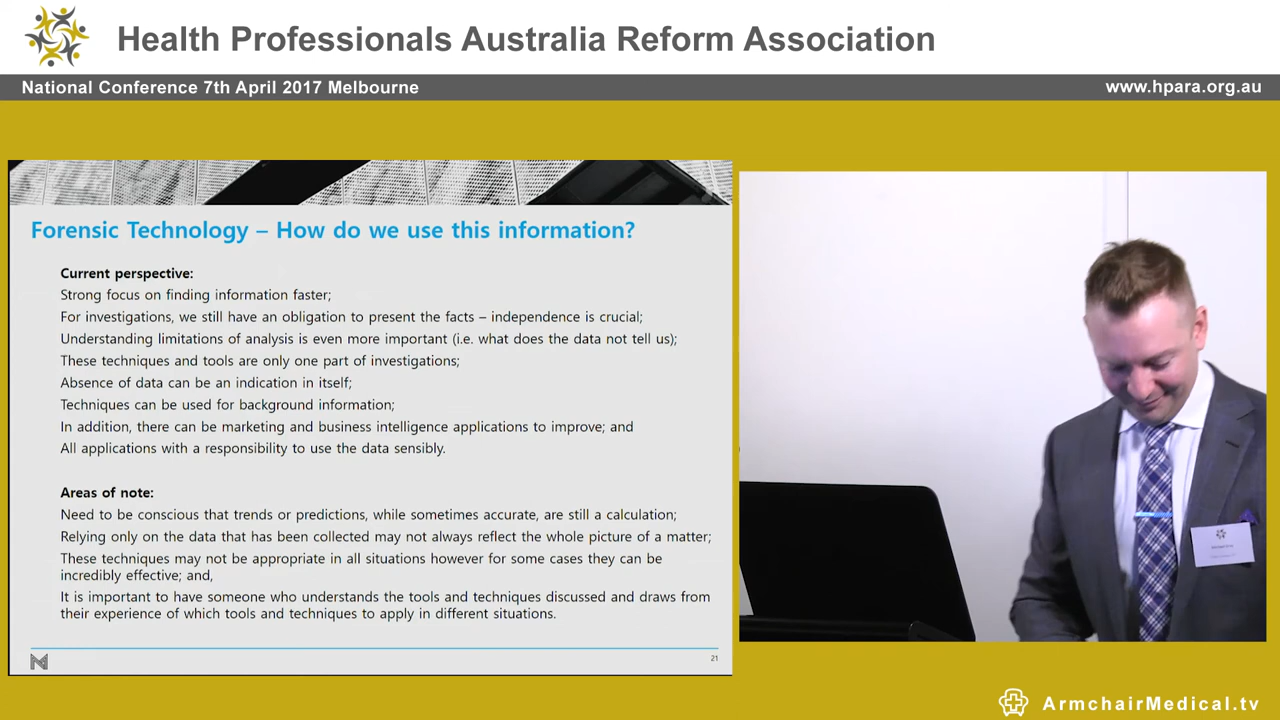 Health Professionals Australia Reform Association
National Conference 7th April 2017 Melbourne
www.hpara.org.au
Forensic Technology – How do we use this information?
Current perspective:
Strong focus on finding information faster;
For investigations, we still have an obligation to present the facts – independence is crucial;
Understanding limitations of analysis is even more important (i.e. what does the data not tell us);
These techniques and tools are only one part of investigations;
Absence of data can be an indication in itself;
Techniques can be used for background information;
In addition, there can be marketing and business intelligence applications to improve; and
All applications with a responsibility to use the data sensibly.
Areas of note:
Need to be conscious that trends or predictions, while sometimes accurate, are still a calculation;
Relying only on the data that has been collected may not always reflect the whole picture of a matter;
These techniques may not be appropriate in all situations however for some cases they can be
incredibly effective; and,
It is important to have someone who understands the tools and techniques discussed and draws from
their experience of which tools and techniques to apply in different situations.
21
ArmchairMedical.tv